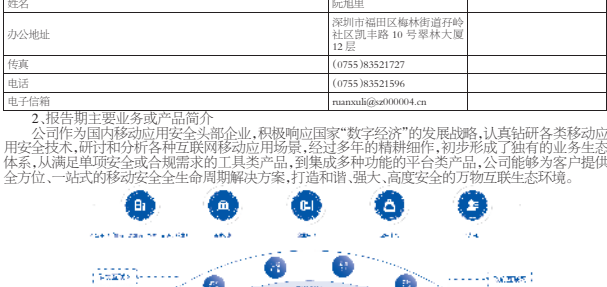 姓名 阮旭里
办公地址 深圳市福田区梅林街道孖岭
社区凯丰路 10 号翠林大厦
12 层
传真 (0755)83521727
电话 (0755)83521596
电子信箱 ruanxuli@sz000004.cn
2、报告期主要业务或产品简介
公司作为国内移动应用安全头部企业,积极响应国家“数字经济”的发展战略,认真钻研各类移动应
用安全技术,研讨和分析各种互联网移动应用场景,经过多年的精耕细作,初步形成了独有的业务生态
体系,从满足单项安全或合规需求的工具类产品,到集成多种功能的平台类产品,公司能够为客户提供
全方位、一站式的移动安全全生命周期解决方案,打造和谐、强大、高度安全的万物互联生态环境。